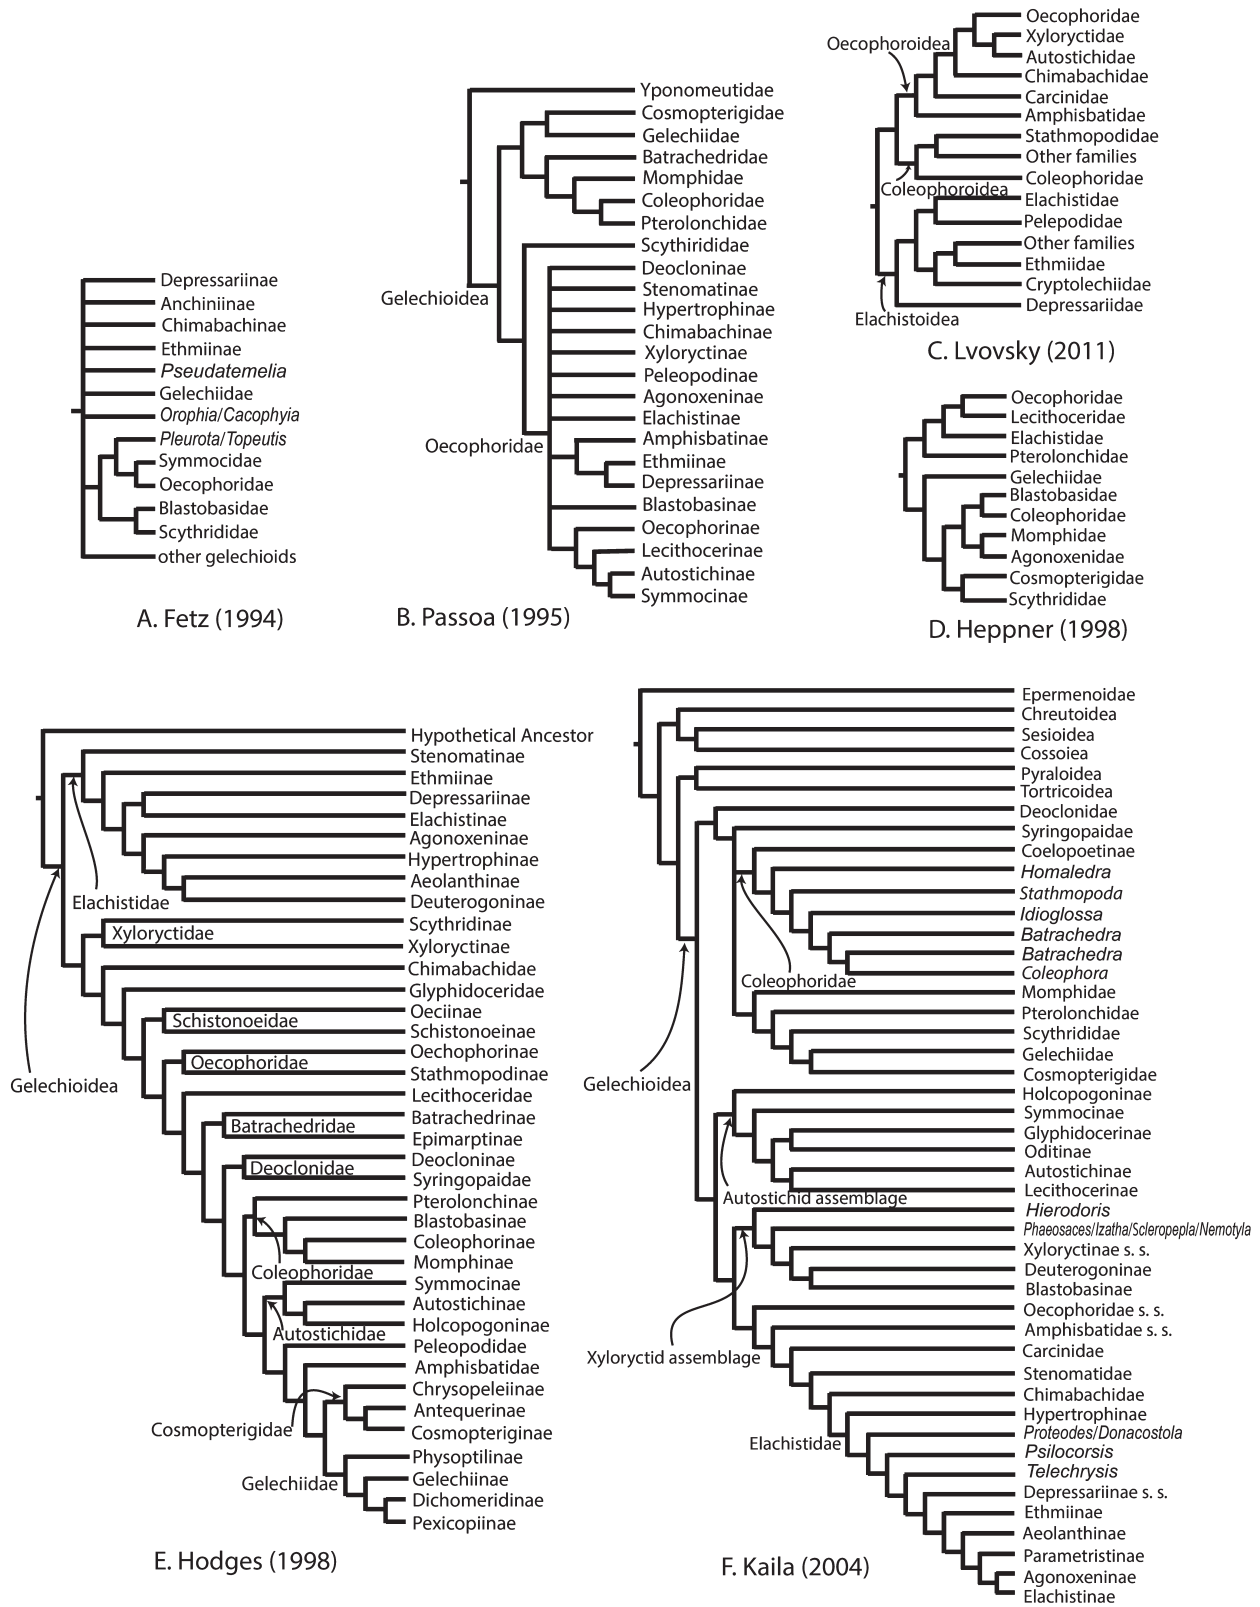 Depressariinae
Anchiniinae
Chimabachinae
Ethmiinae
Pseudatemelia
Gelechiidae
Orophia/Cacophyia
Pleurota/Topeutis
Symmocidae
Oecophoridae
Blastobasidae
Scythrididae
other gelechioids
A. Fetz (1994)
Yponomeutidae
Cosmopterigidae
Gelechiidae
Batrachedridae
Momphidae
Coleophoridae
Pterolonchidae
Scythirididae
Gelechioidea
Deocloninae
Stenomatinae
Hypertrophinae
Chimabachinae
Xyloryctinae
Peleopodinae
Agonoxeninae
Elachistinae
Oecophoridae
Amphisbatinae
Ethmiinae
Depressariinae
Blastobasinae
Oecophorinae
Lecithocerinae
Autostichinae
Symmocinae
B. Passoa (1995)
Oecophoroidea
Oecophoridae
Xyloryctidae
Autostichidae
Chimabachidae
Carcinidae
Amphisbatidae
Stathmopodidae
Other families
Coleophoridae
Coleophoroidea
Elachistidae
Pelepodidae
Other families
Ethmiidae
Cryptolechiidae
Depressariidae
Elachistoidea
C. Lvovsky (2011)
Oecophoridae
Lecithoceridae
Elachistidae
Pterolonchidae
Gelechiidae
Blastobasidae
Coleophoridae
Momphidae
Agonoxenidae
Cosmopterigidae
Scythrididae
D. Heppner (1998)
Hypothetical Ancestor
Stenomatinae
Ethmiinae
Depressariinae
Elachistinae
Agonoxeninae
Hypertrophinae
Aeolanthinae
Deuterogoninae
Elachistidae
Scythridinae
Xyloryctidae
Xyloryctinae
Chimabachidae
Glyphidoceridae
Oeciinae
Schistonoeidae
Schistonoeinae
Oechophorinae
Oecophoridae
Stathmopodinae
Gelechioidea
Lecithoceridae
Batrachedrinae
Batrachedridae
Epimarptinae
Deocloninae
Deoclonidae
Syringopaidae
Pterolonchinae
Blastobasinae
Coleophorinae
Momphinae
Coleophoridae
Symmocinae
Autostichinae
Holcopogoninae
Autostichidae
Peleopodidae
Amphisbatidae
Chrysopeleiinae
Antequerinae
Cosmopteriginae
Cosmopterigidae
Physoptilinae
Gelechiinae
Gelechiidae
Dichomeridinae
Pexicopiinae
E. Hodges (1998)
Epermenoidae
Chreutoidea
Sesioidea
Cossoiea
Pyraloidea
Tortricoidea
Deoclonidae
Syringopaidae
Coelopoetinae
Homaledra
Stathmopoda
Idioglossa
Batrachedra
Batrachedra
Coleophora
Coleophoridae
Momphidae
Pterolonchidae
Scythrididae
Gelechiidae
Cosmopterigidae
Gelechioidea
Holcopogoninae
Symmocinae
Glyphidocerinae
Oditinae
Autostichinae
Lecithocerinae
Autostichid assemblage
Hierodoris
Phaeosaces/Izatha/Scleropepla/Nemotyla
Xyloryctinae s. s.
Deuterogoninae
Blastobasinae
Oecophoridae s. s.
Amphisbatidae s. s.
Xyloryctid assemblage
Carcinidae
Stenomatidae
Chimabachidae
Hypertrophinae
Proteodes/Donacostola
Elachistidae
Psilocorsis
Telechrysis
Depressariinae s. s.
Ethmiinae
Aeolanthinae
Parametristinae
Agonoxeninae
Elachistinae
F. Kaila (2004)